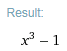 Result:
x³ − 1